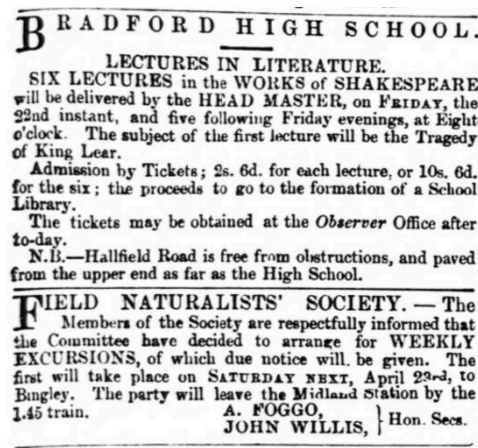 BRADFORD HIGH SCHOOL.
LECTURES IN LITERATURE.
SIX LECTURES in the WORKS of SHAKESPEARE
will be delivered by the HEAD MASTER, on FRIDAY, the
22nd instant, and five following Friday evenings, at Eight
o'clock. The subject of the first lecture will be the Tragedy
of King Lear.
Admission by Tickets; 2s. 6d. for each lecture, or 10s. 6d.
for the six; the proceeds to go to the formation of a School
Library.
The tickets may be obtained at the Observer Office after
to-day.
N.B.—Hallfield Road is free from obstructions, and paved
from the upper end as far as the High School.
FIELD NATURALISTS' SOCIETY. — The
Members of the Society are respectfully informed that
the Committee have decided to arrange for WEEKLY
EXCURSIONS, of which due notice will be given. The
first will take place on SATURDAY NEXT, April 23rd, to
Bingley. The party will leave the Midland Station by the
1.45 train. A. FOGGO,
JOHN WILLIS, } Hon. Secs.